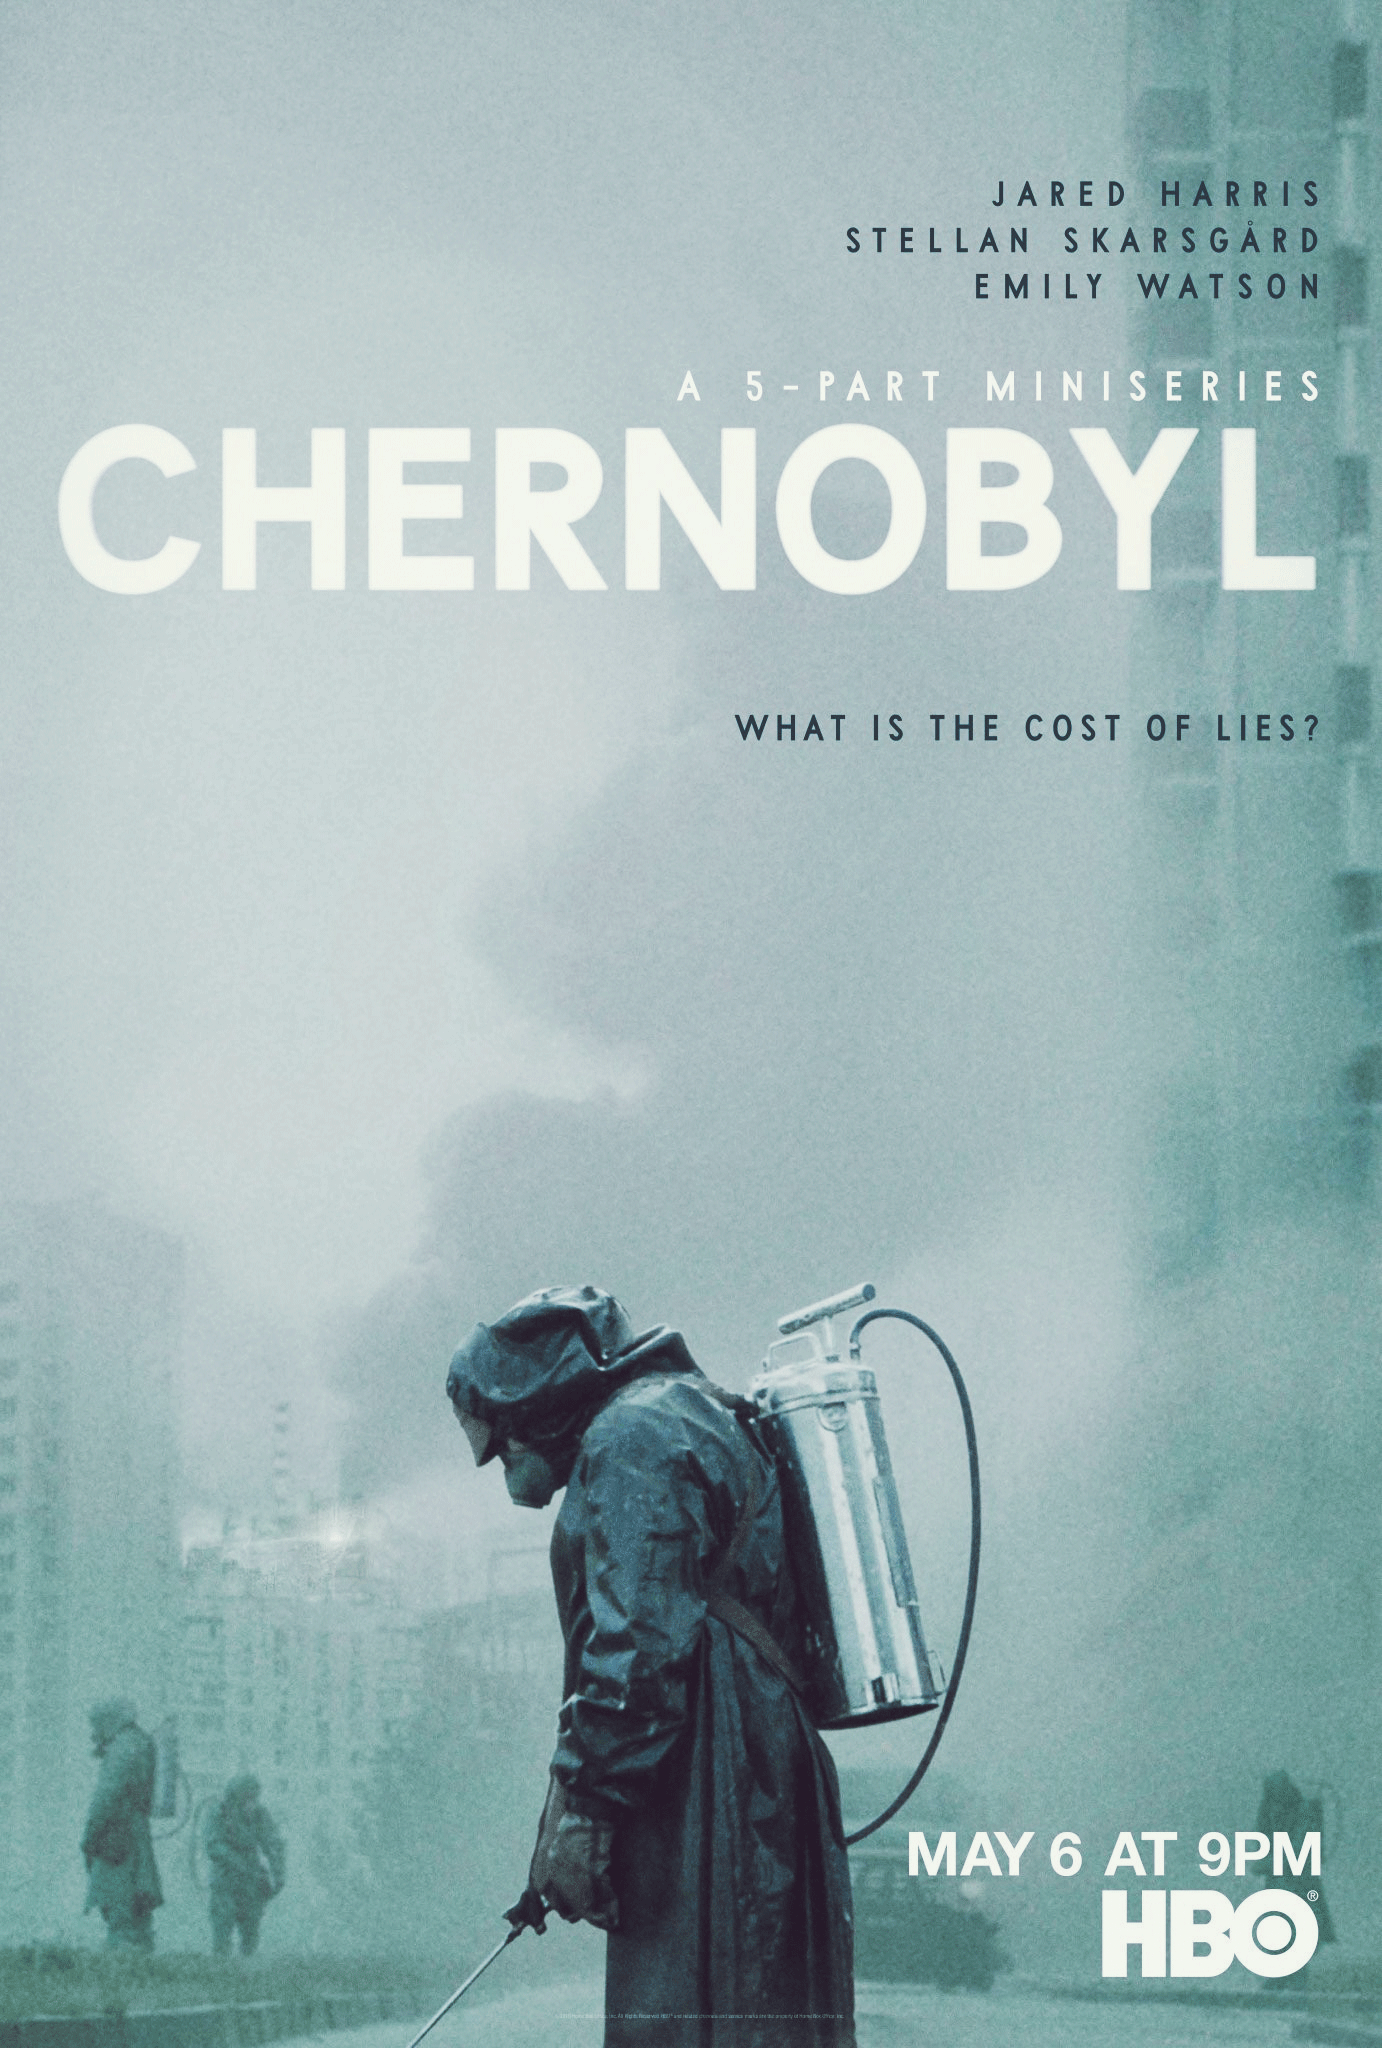 JARED HARRIS
STELLAN SKARSGÅRD
EMILY WATSON
A 5-PART MINISERIES
CHERNOBYL
WHAT IS THE COST OF LIES?
MAY 6 AT 9PM
HBO®